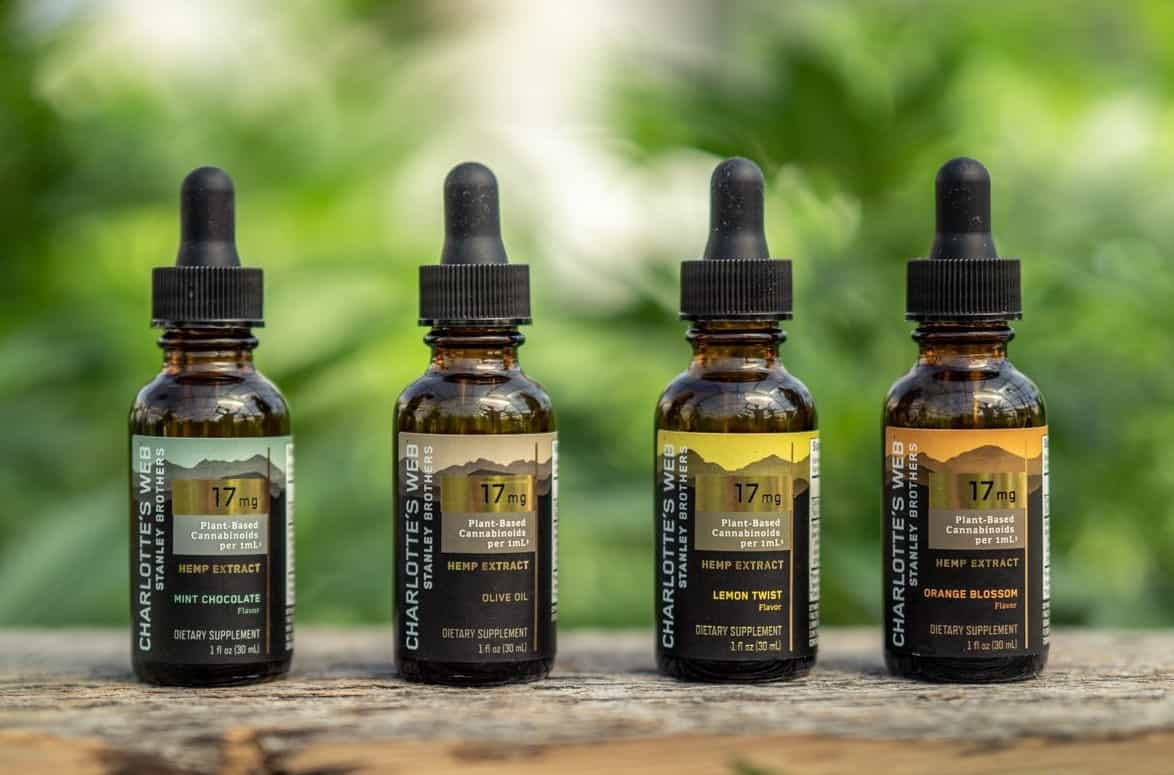 CHARLOTTE'S WEB
STANLEY BROTHERS
17mg
Plant-Based
Cannabinoids
per 1mL
HEMP EXTRACT
MINT CHOCOLATE
Flavor
DIETARY SUPPLEMENT
1 fl oz (30 mL)
CHARLOTTE'S WEB
STANLEY BROTHERS
17mg
Plant-Based
Cannabinoids
per 1mL
HEMP EXTRACT
OLIVE OIL
DIETARY SUPPLEMENT
1 fl oz (30 mL)
CHARLOTTE'S WEB
STANLEY BROTHERS
17mg
Plant-Based
Cannabinoids
per 1mL
HEMP EXTRACT
LEMON TWIST
Flavor
DIETARY SUPPLEMENT
1 fl oz (30 mL)
CHARLOTTE'S WEB
STANLEY BROTHERS
17mg
Plant-Based
Cannabinoids
per 1mL
HEMP EXTRACT
ORANGE BLOSSOM
Flavor
DIETARY SUPPLEMENT
1 fl oz (30 mL)